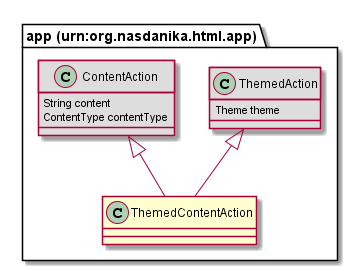 app (urn:org.nasdanika.html.app)
C ContentAction
String content
ContentType contentType
C ThemedAction
Theme theme
C ThemedContentAction